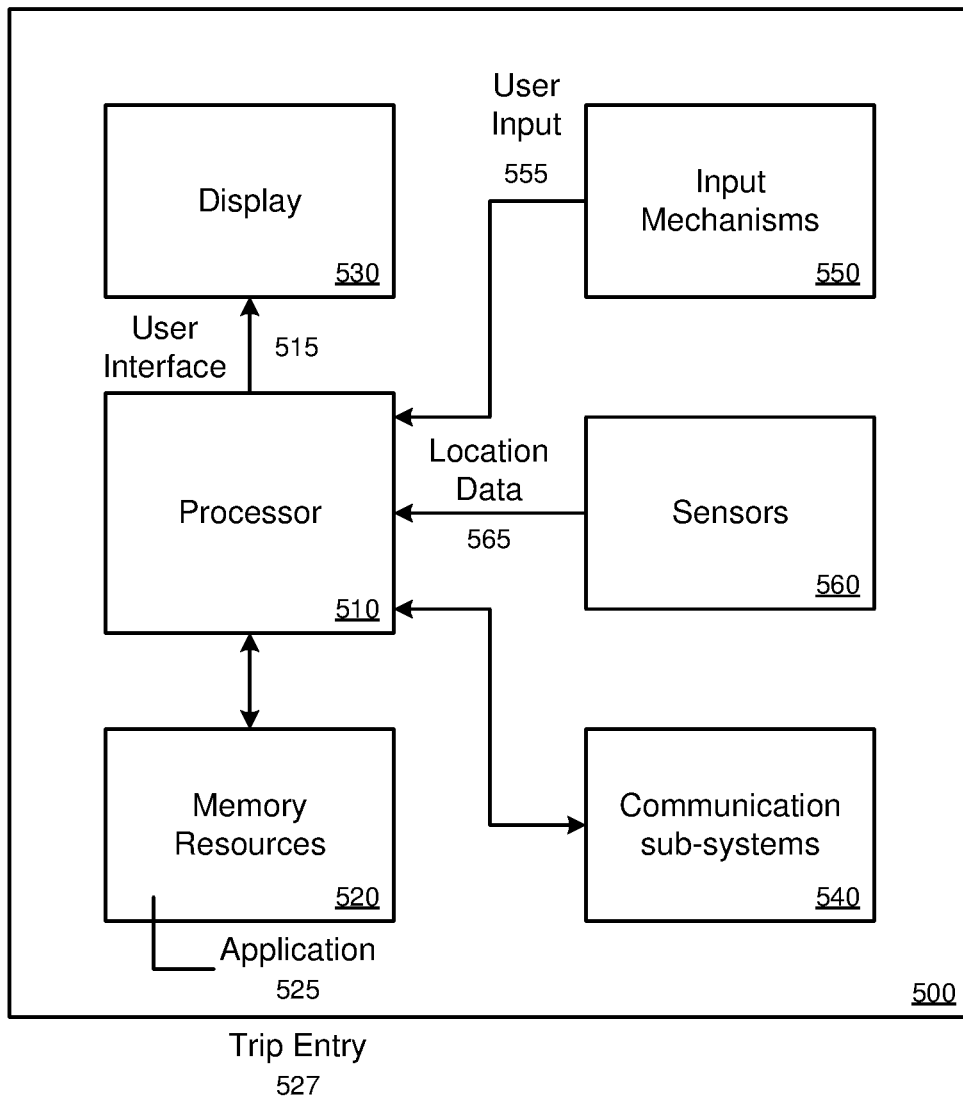 User
Input
555
Display
530
Input
Mechanisms
550
User
Interface
515
Processor
510
Location
Data
565
Sensors
560
Memory
Resources
520
Communication
sub-systems
540
Application
525
500
Trip Entry
527